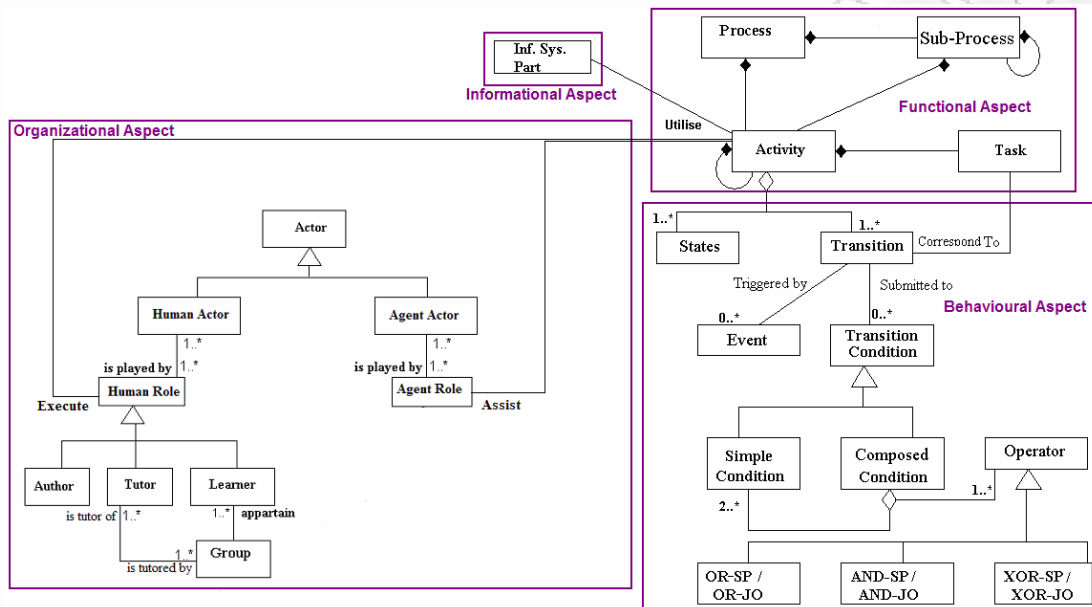 Process
Sub-Process
Inf. Sys.
Part
Informational Aspect
Functional Aspect
Organizational Aspect
Utilise
Activity
Task
Actor
1..*
1..*
States
Transition
Correspond To
Triggered by
Submitted to
Behavioural Aspect
Human Actor
Agent Actor
0..*
0..*
Event
Transition
Condition
1..*
1..*
is played by
1..*
is played by
1..*
Human Role
Agent Role
Execute
Assist
Simple
Condition
Composed
Condition
Operator
Author
Tutor
Learner
2..*
1..*
is tutor of
1..*
1..*
appartain
1..*
Group
is tutored by
OR-SP /
OR-JO
AND-SP /
AND-JO
XOR-SP /
XOR-JO